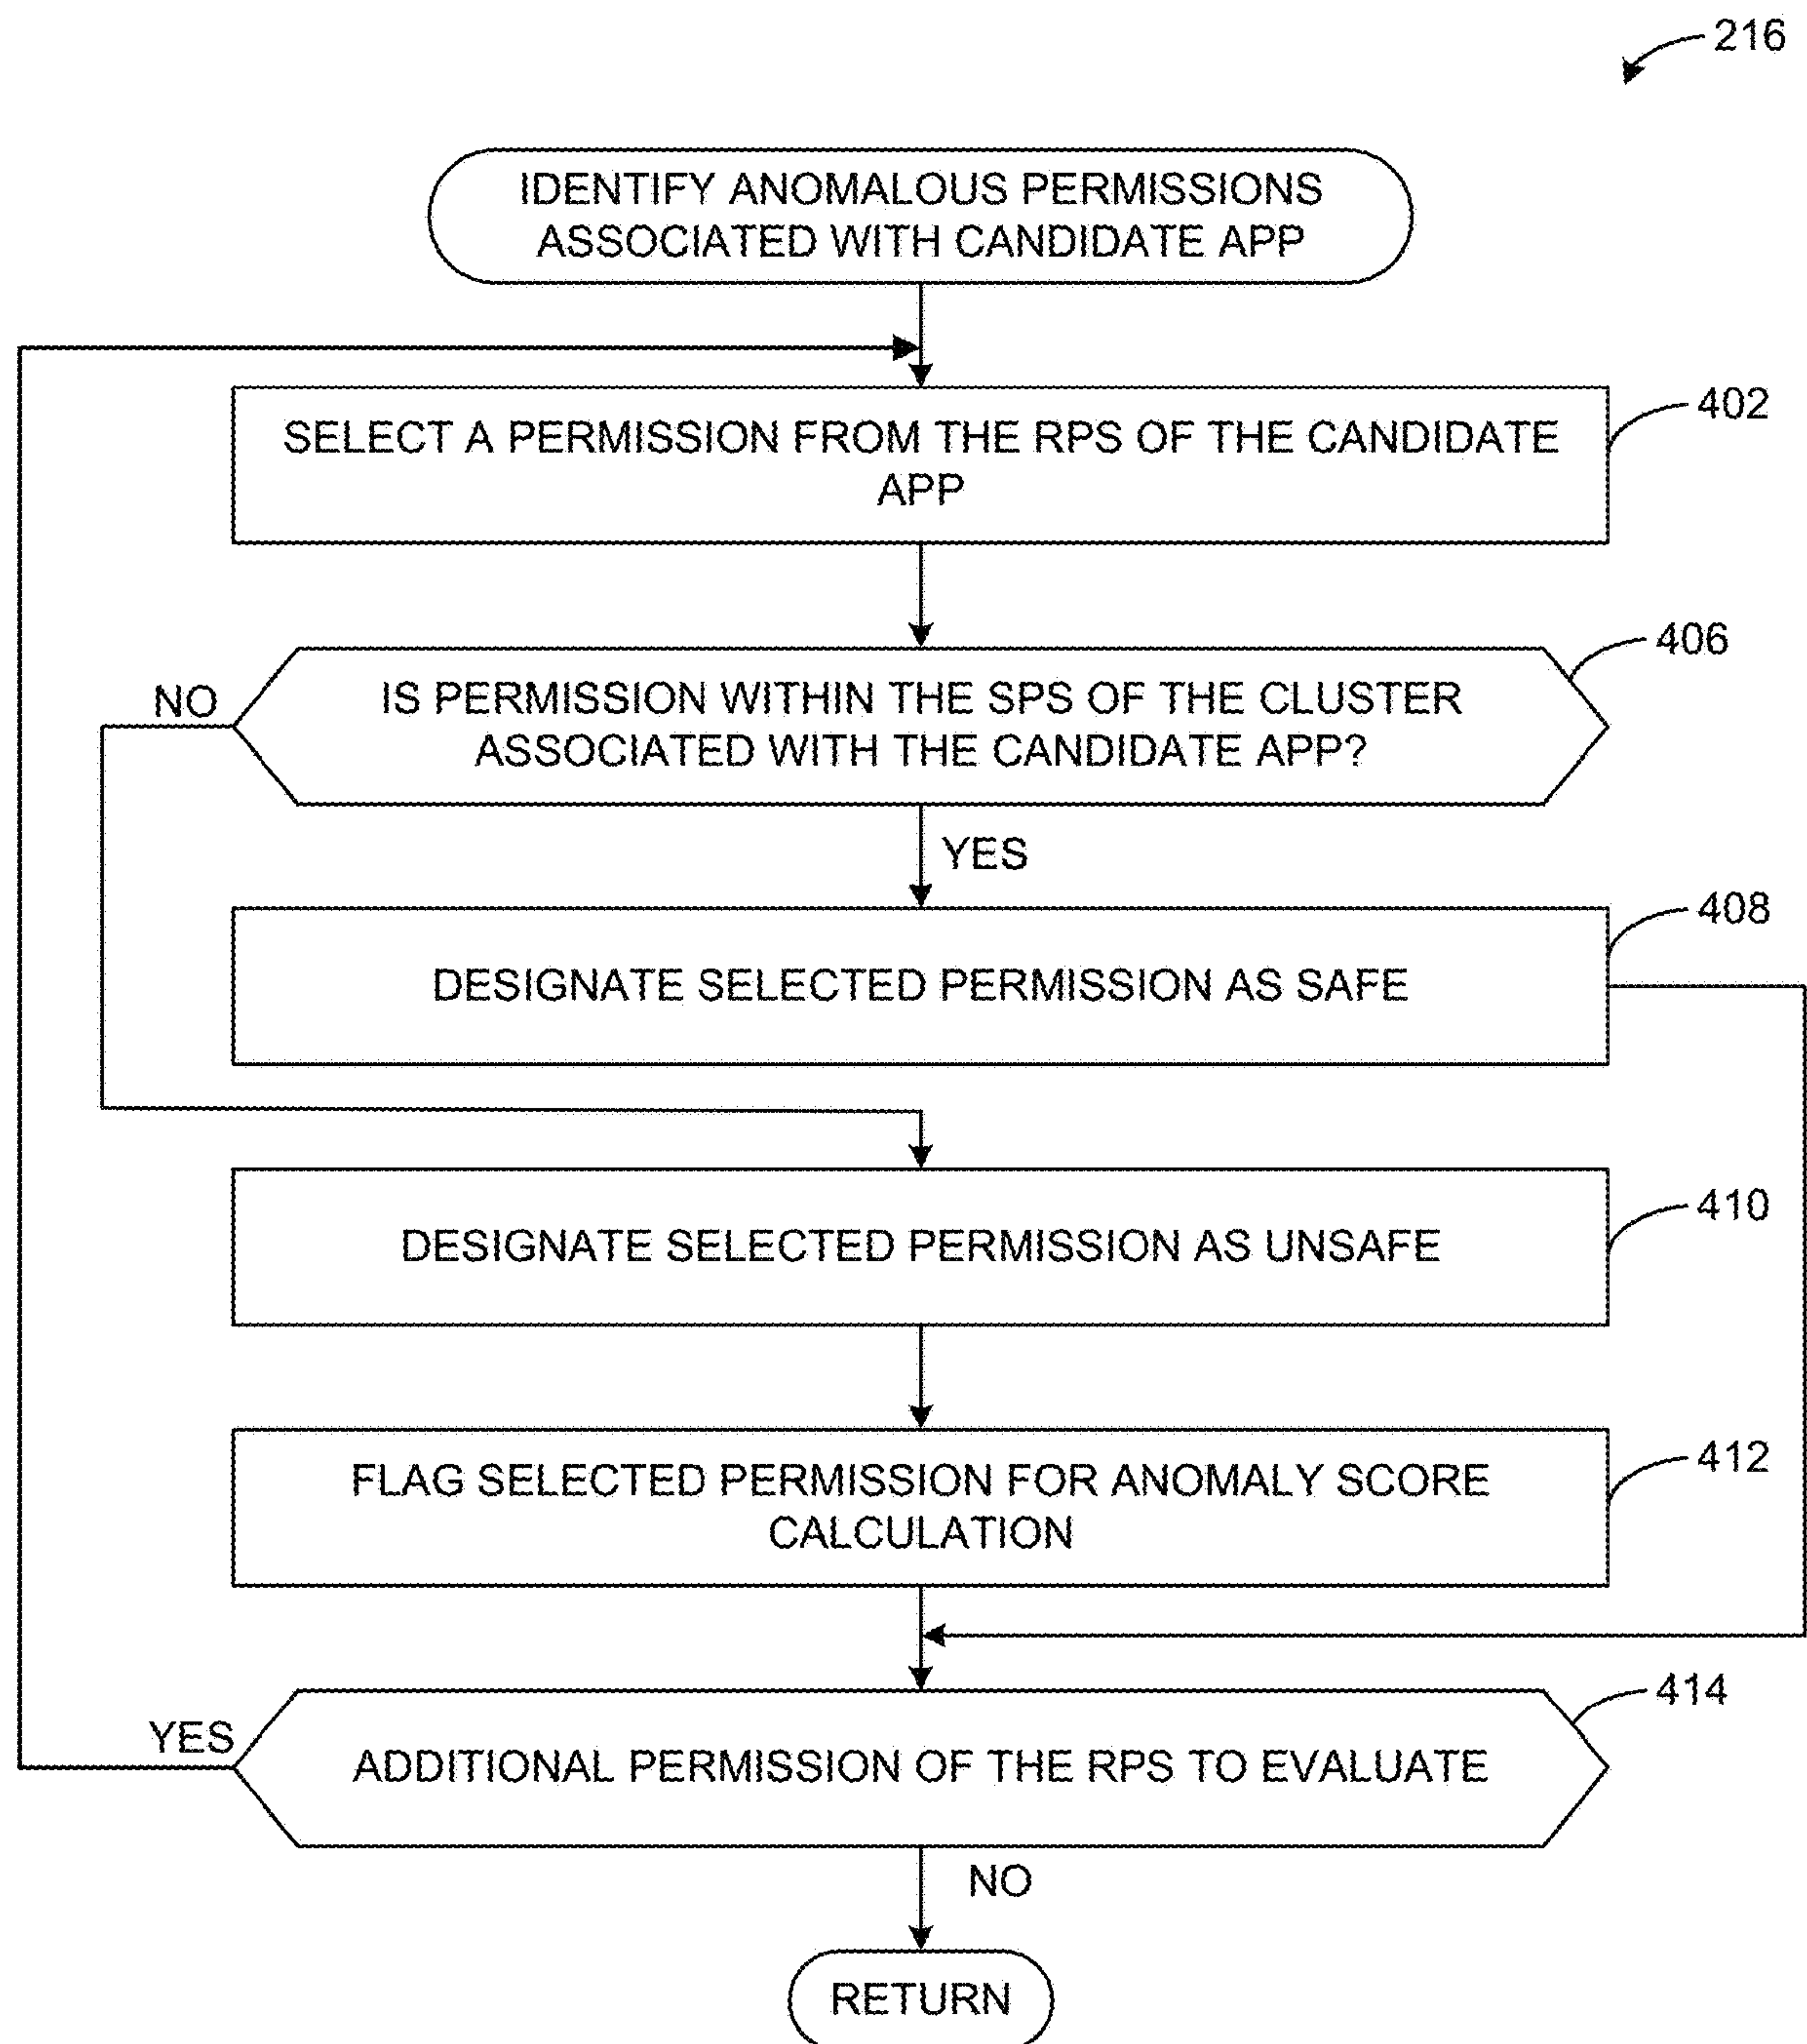 216
IDENTIFY ANOMALOUS PERMISSIONS
ASSOCIATED WITH CANDIDATE APP
402
SELECT A PERMISSION FROM THE RPS OF THE CANDIDATE
APP
406
NO
IS PERMISSION WITHIN THE SPS OF THE CLUSTER
ASSOCIATED WITH THE CANDIDATE APP?
YES
408
DESIGNATE SELECTED PERMISSION AS SAFE
410
DESIGNATE SELECTED PERMISSION AS UNSAFE
412
FLAG SELECTED PERMISSION FOR ANOMALY SCORE
CALCULATION
414
YES
ADDITIONAL PERMISSION OF THE RPS TO EVALUATE
NO
RETURN